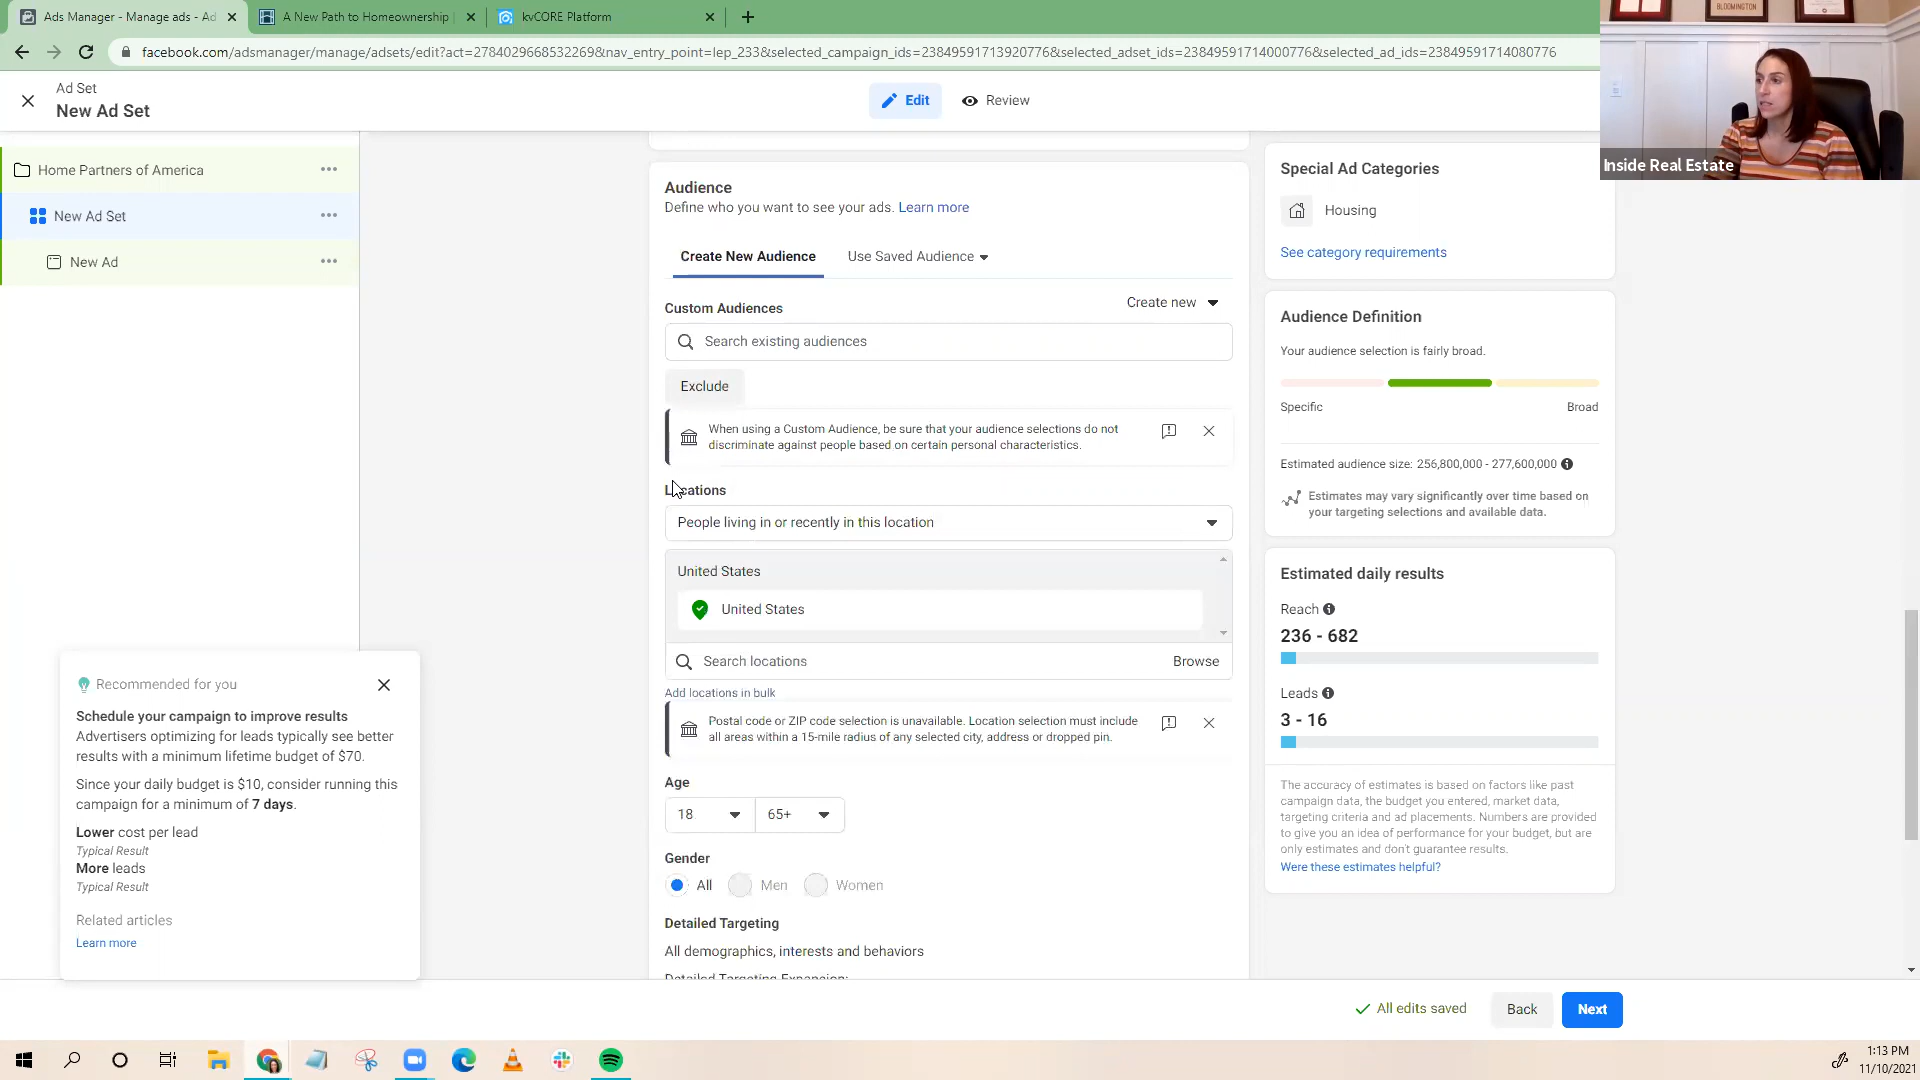 Ads Manager - Manage ads - Ad
A New Path to Homeownership
kvCORE Platform
facebook.com/adsmanager/manage/adsets/edit?act=278402966853226​9&nav_entry_point=lep_233&selected_campaign_ids=23849591713920776&selected_adset_ids=23849591714000776&selected_ad_ids=23849591714080776
BLOOMINGTON
Inside Real Estate
Ad Set
New Ad Set
Edit
Review
Home Partners of America
New Ad Set
New Ad
Audience
Define who you want to see your ads. Learn more
Create New Audience
Use Saved Audience
Custom Audiences
Create new
Search existing audiences
Exclude
When using a Custom Audience, be sure that your audience selections do not
discriminate against people based on certain personal characteristics.
Locations
People living in or recently in this location
United States
United States
Search locations
Browse
Add locations in bulk
Postal code or ZIP code selection is unavailable. Location selection must include
all areas within a 15-mile radius of any selected city, address or dropped pin.
Age
18
65+
Gender
All
Men
Women
Detailed Targeting
All demographics, interests and behaviors
Detailed Targeting Expansion:
Special Ad Categories
Housing
See category requirements
Audience Definition
Your audience selection is fairly broad.
Specific
Broad
Estimated audience size: 256,800,000 - 277,600,000
Estimates may vary significantly over time based on
your targeting selections and available data.
Estimated daily results
Reach
236 - 682
Leads
3 - 16
The accuracy of estimates is based on factors like past
campaign data, the budget you entered, market data,
targeting criteria and ad placements. Numbers are provided
to give you an idea of performance for your budget, but are
only estimates and don't guarantee results.
Were these estimates helpful?
Recommended for you
Schedule your campaign to improve results
Advertisers optimizing for leads typically see better
results with a minimum lifetime budget of $70.
Since your daily budget is $10, consider running this
campaign for a minimum of 7 days.
Lower cost per lead
Typical Result
More leads
Typical Result
Related articles
Learn more
All edits saved
Back
Next
1:13 PM
11/10/2021